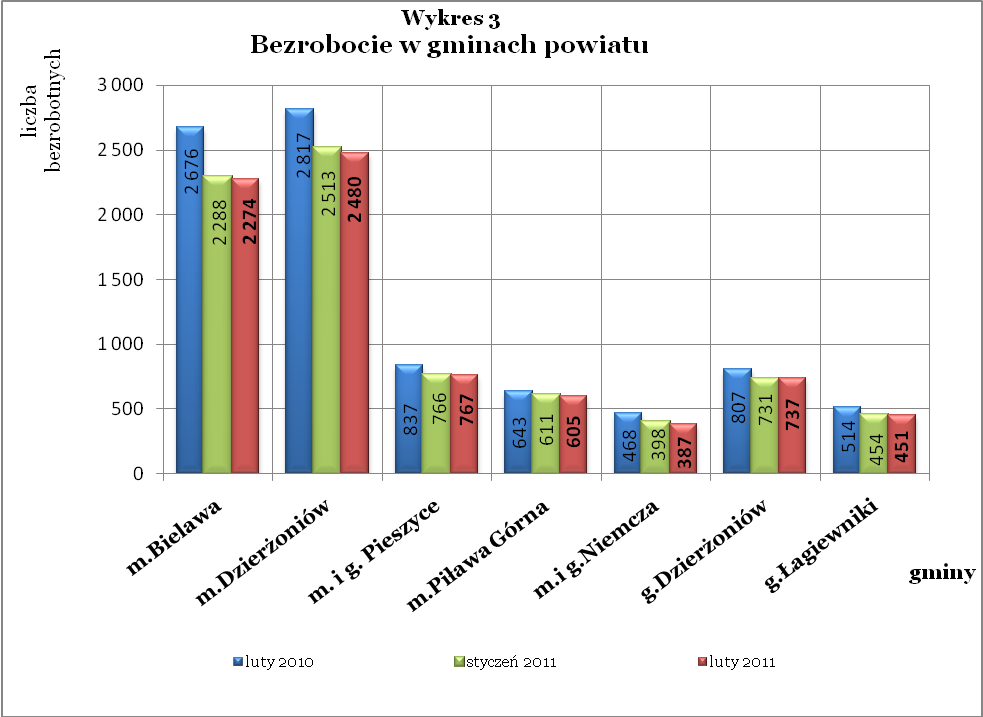 Wykres 3
Bezrobocie w gminach powiatu
liczba
bezrobotnych
3 000
2 500
2 000
1 500
1 000
500
0
2 676
2 288
2 274
2 817
2 513
2 480
837
766
767
643
611
605
468
398
387
807
731
737
514
454
451
m.Bielawa
m.Dzierżoniów
m. i g. Pieszyce
m.Piława Górna
m.i g.Niemcza
g.Dzierżoniów
g.Łagiewniki
gminy
luty 2010
styczeń 2011
luty 2011